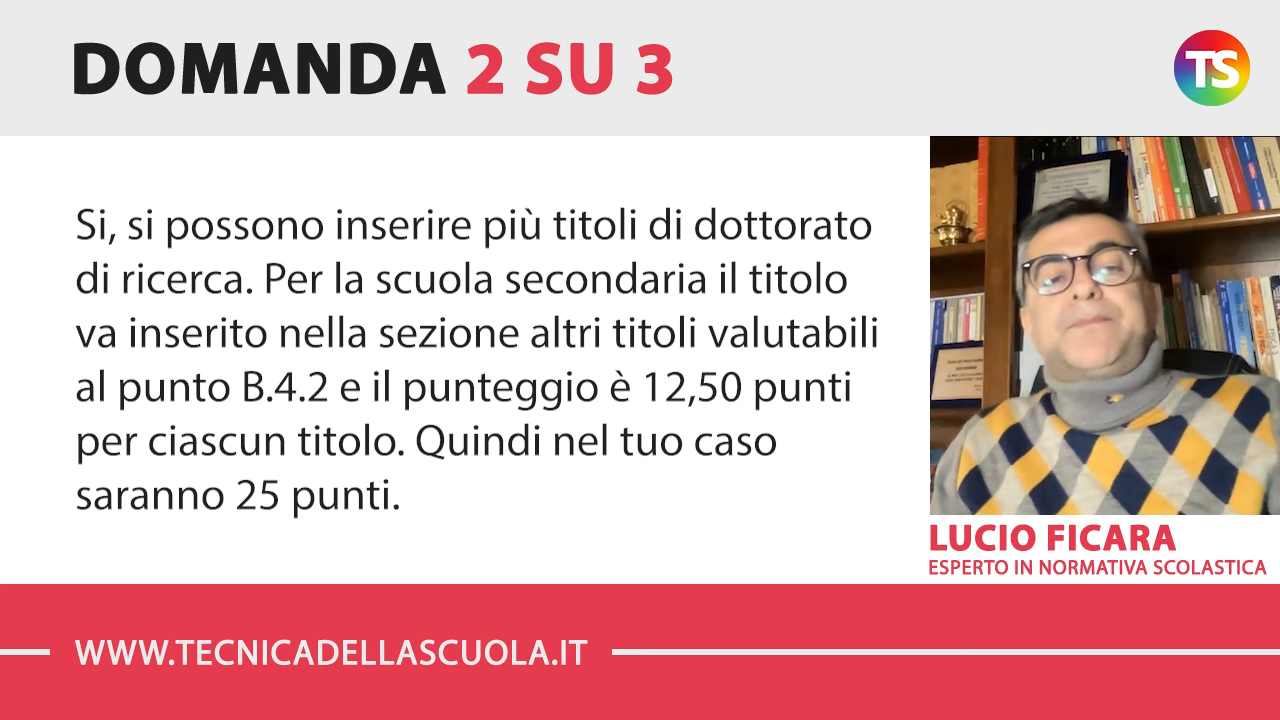 DOMANDA 2 SU 3
TS
Si, si possono inserire più titoli di dottorato
di ricerca. Per la scuola secondaria il titolo
va inserito nella sezione altri titoli valutabili
al punto B.4.2 e il punteggio è 12,50 punti
per ciascun titolo. Quindi nel tuo caso
saranno 25 punti.
LUCIO FICARA
ESPERTO IN NORMATIVA SCOLASTICA
WWW.TECNICADELLASCUOLA.IT